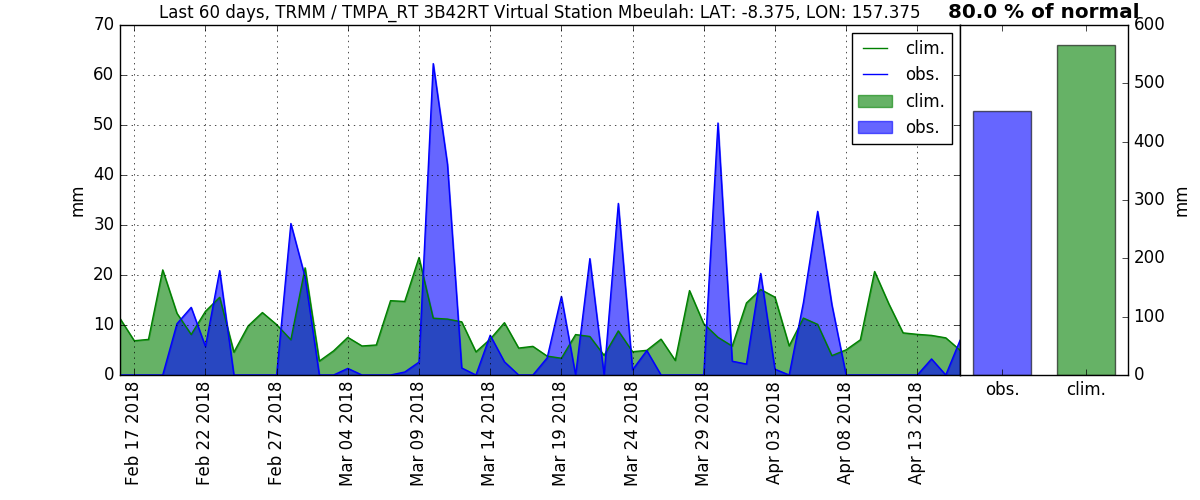 Last 60 days, TRMM / TMPA_RT 3B42RT Virtual Station Mbeulah: LAT: -8.375, LON: 157.375
80.0 % of normal
70
60
50
40
30
20
10
0
mm
clim.
obs.
clim.
obs.
Feb 17 2018
Feb 22 2018
Feb 27 2018
Mar 04 2018
Mar 09 2018
Mar 14 2018
Mar 19 2018
Mar 24 2018
Mar 29 2018
Apr 03 2018
Apr 08 2018
Apr 13 2018
600
500
400
300
200
100
0
mm
obs.
clim.